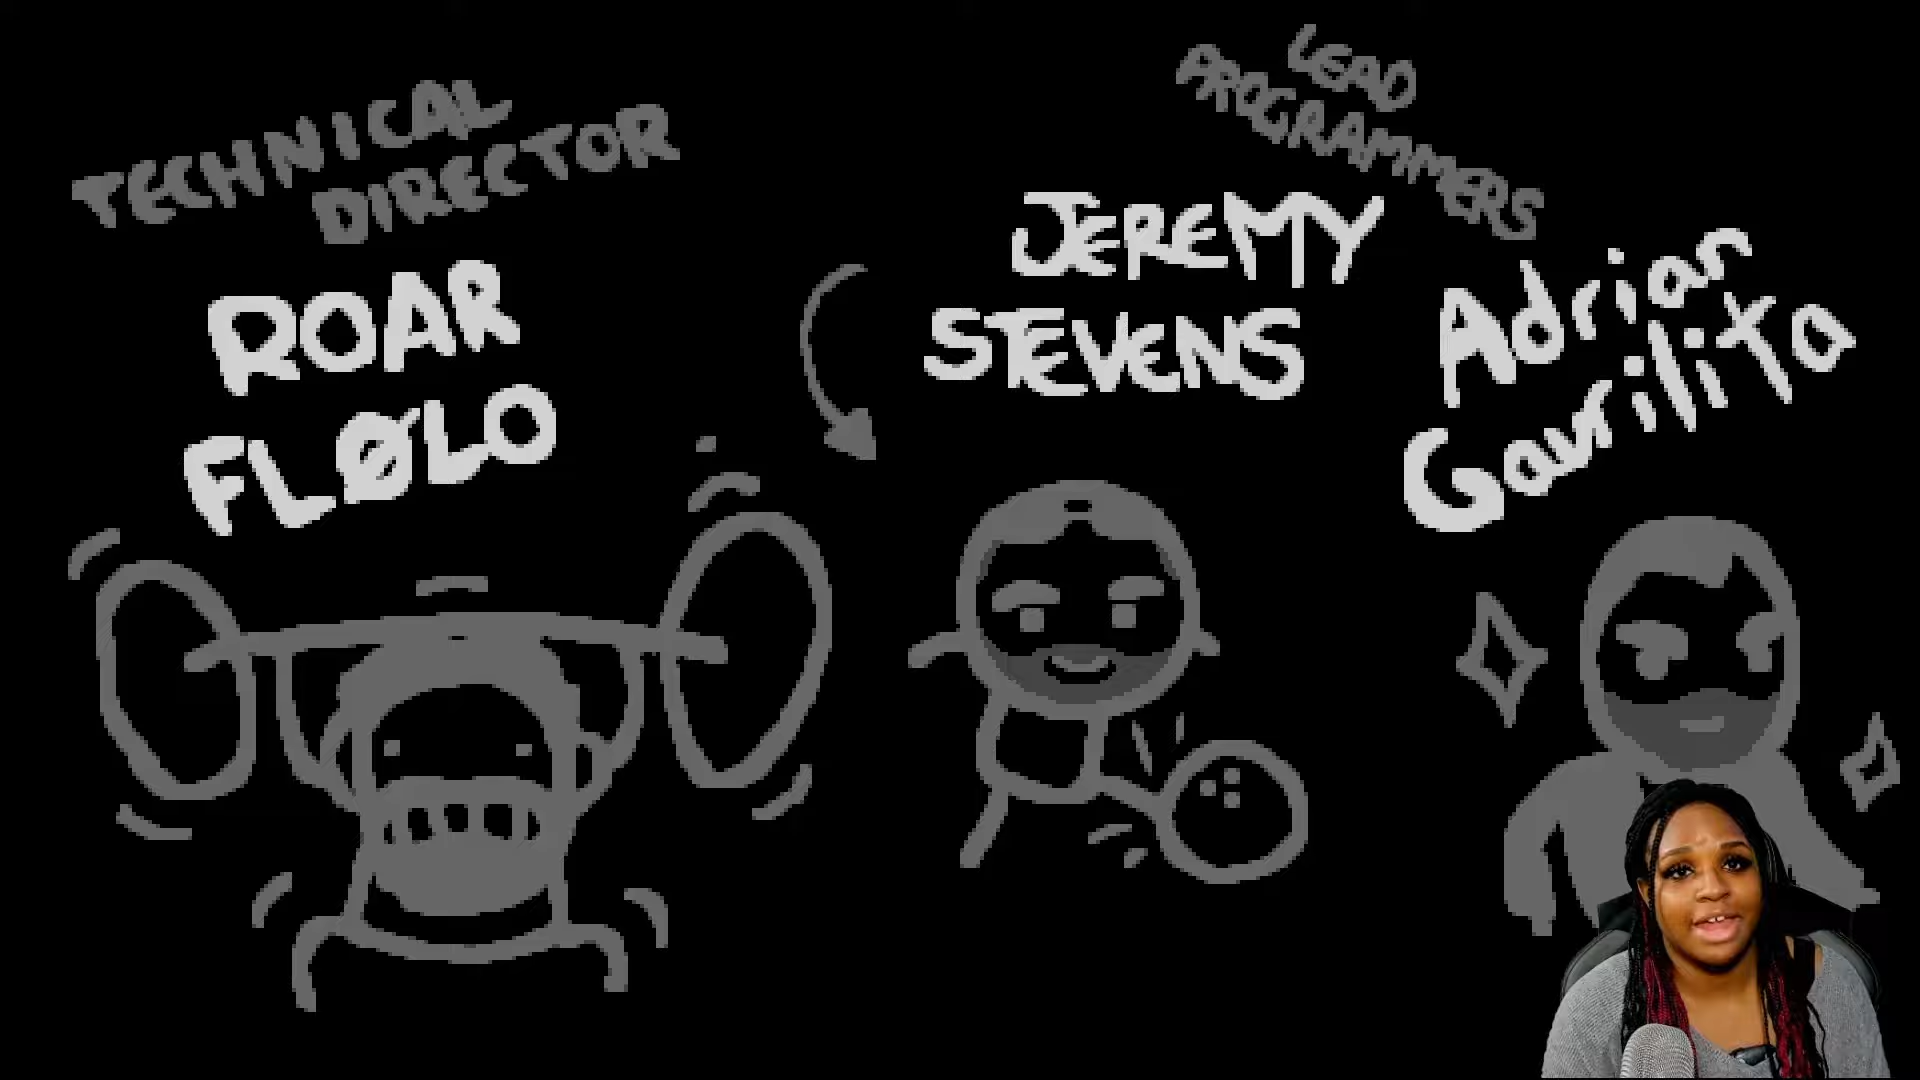 TECHNICAL
DIRECTOR
ROAR
FLØLO
LEAD
PROGRAMMERS
JEREMY
STEVENS
Adrian
Gavrilita